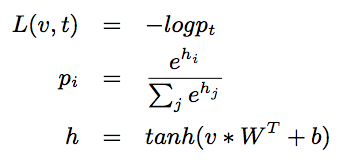 L(v, t) = −logp_t
p_i = e^{h_i} / ∑_j e^{h_j}
h = tanh(v ∗ W^T + b)